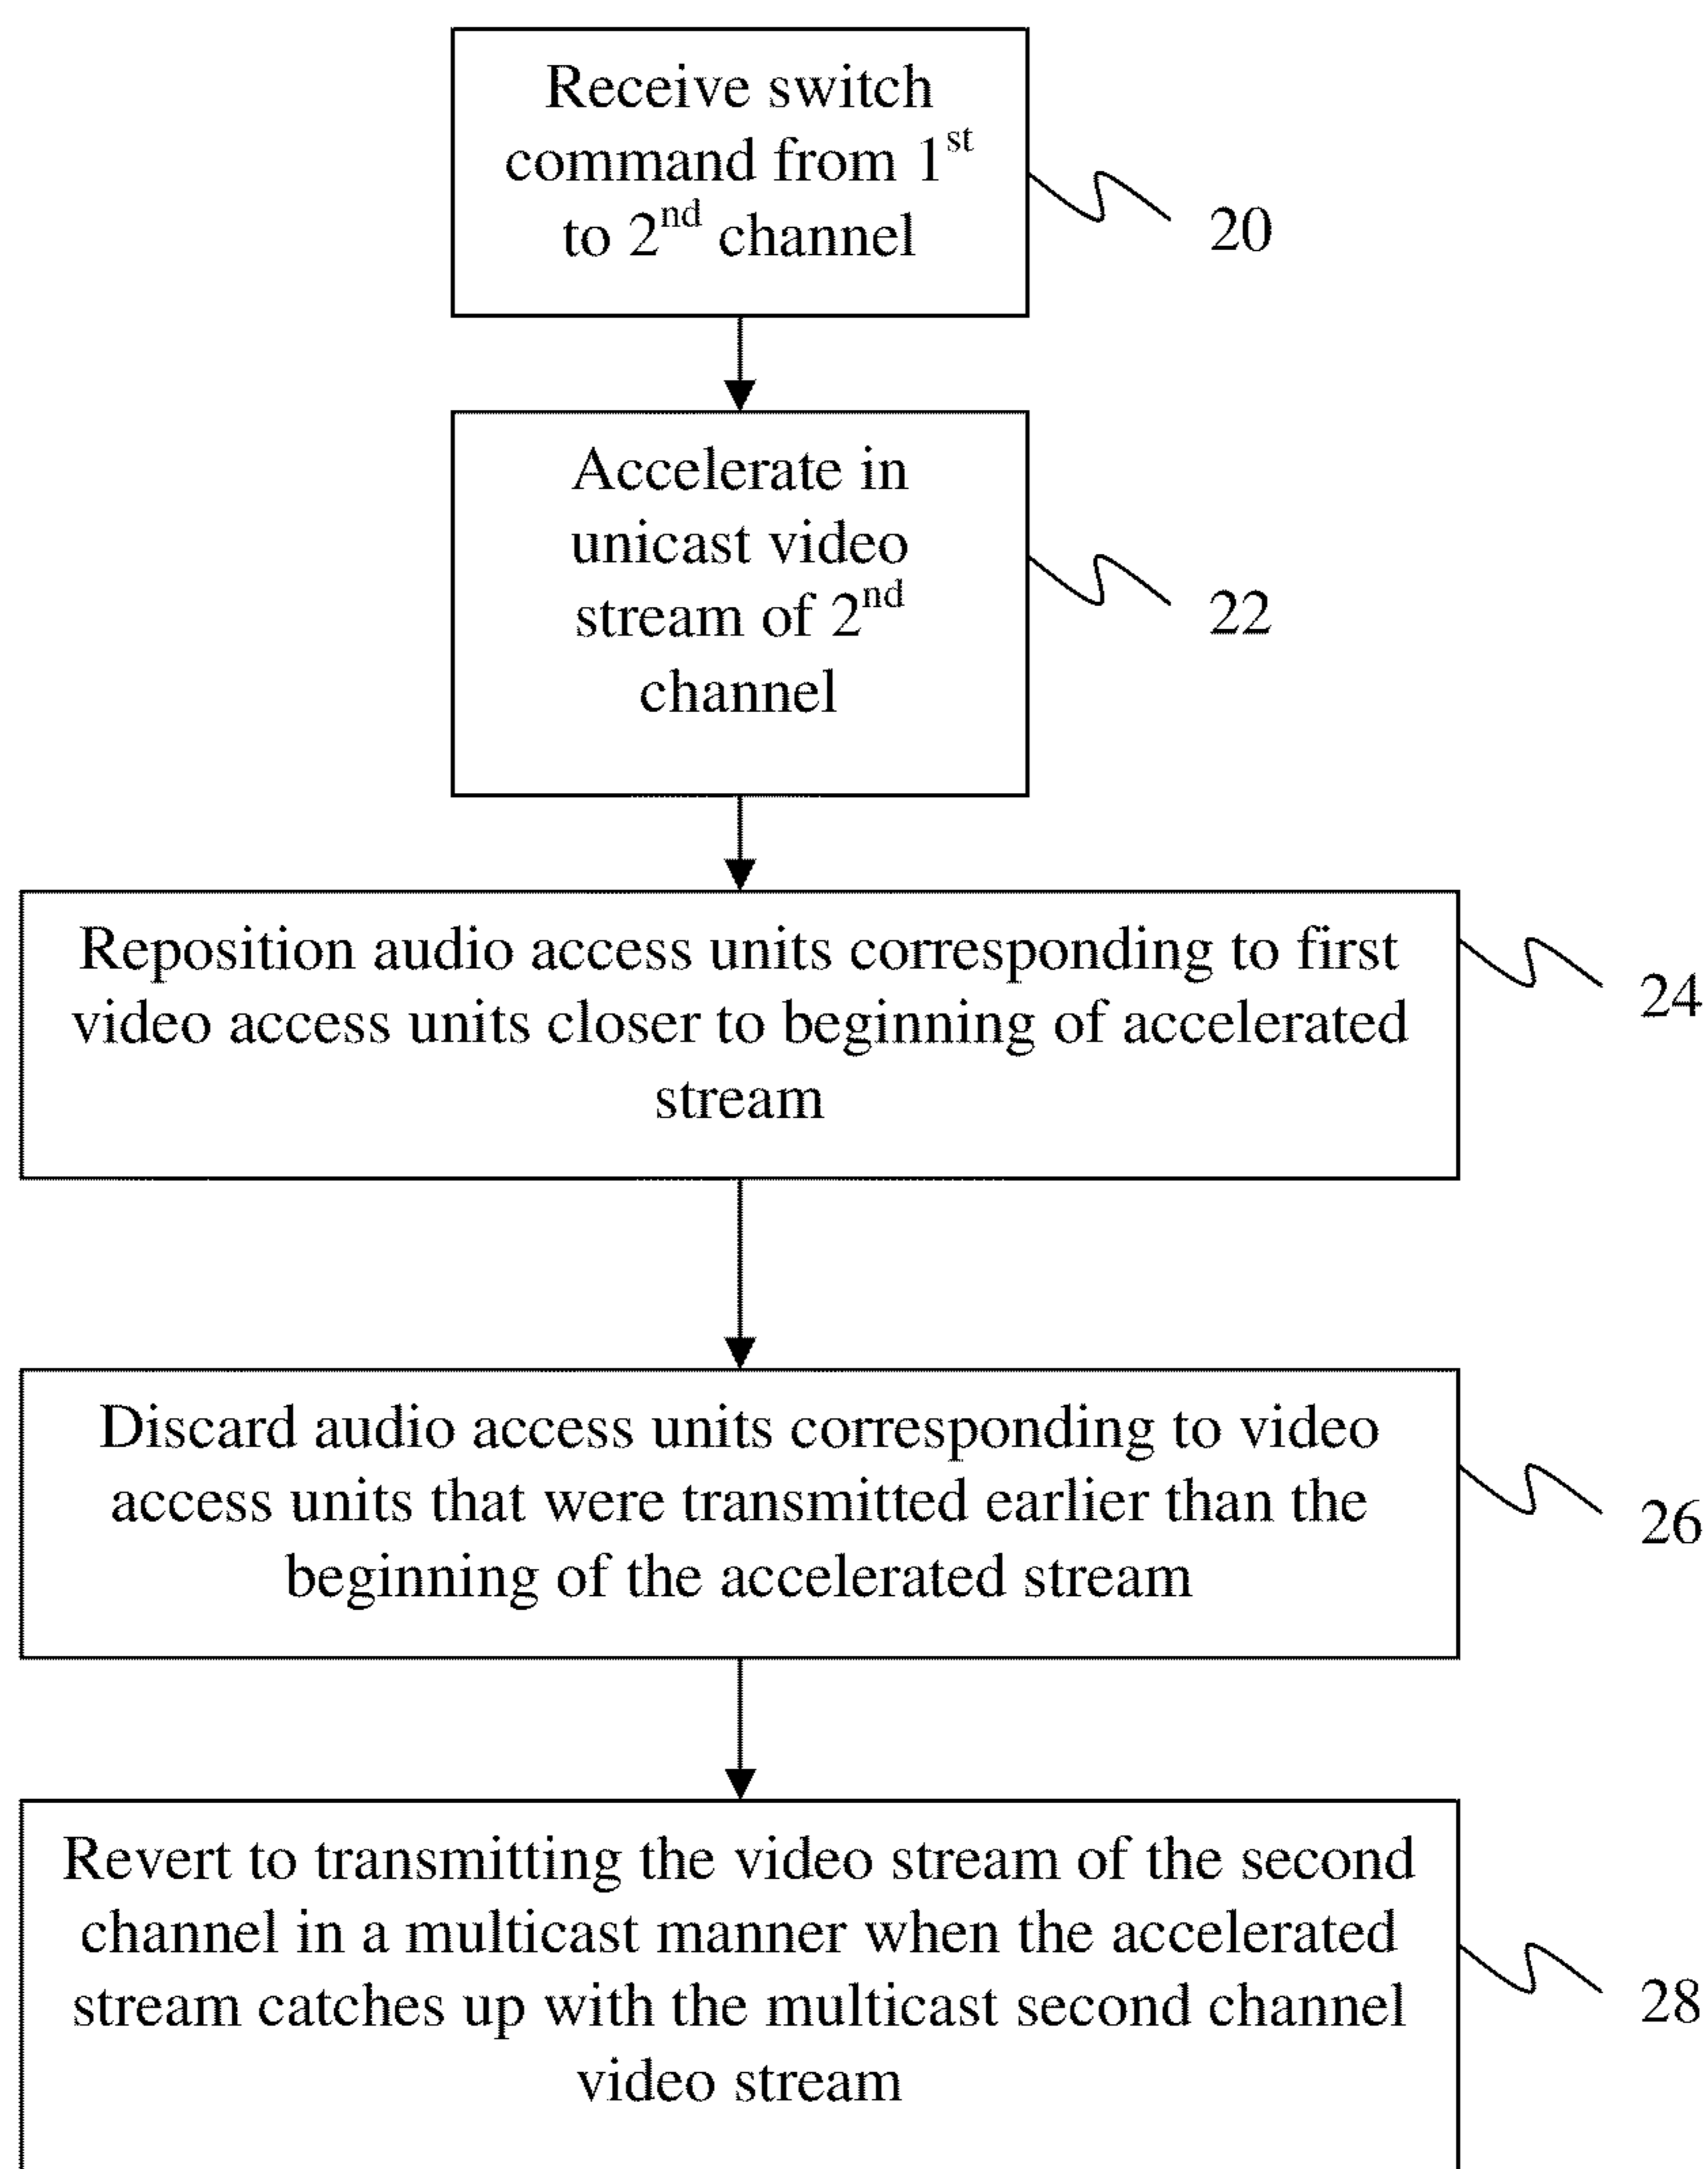 Receive switch
command from 1st
to 2nd channel
20
Accelerate in
unicast video
stream of 2nd
channel
22
Reposition audio access units corresponding to first
video access units closer to beginning of accelerated
stream
24
Discard audio access units corresponding to video
access units that were transmitted earlier than the
beginning of the accelerated stream
26
Revert to transmitting the video stream of the second
channel in a multicast manner when the accelerated
stream catches up with the multicast second channel
video stream
28